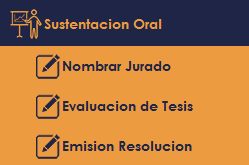 Sustentacion Oral
Nombrar Jurado
Evaluacion de Tesis
Emision Resolucion